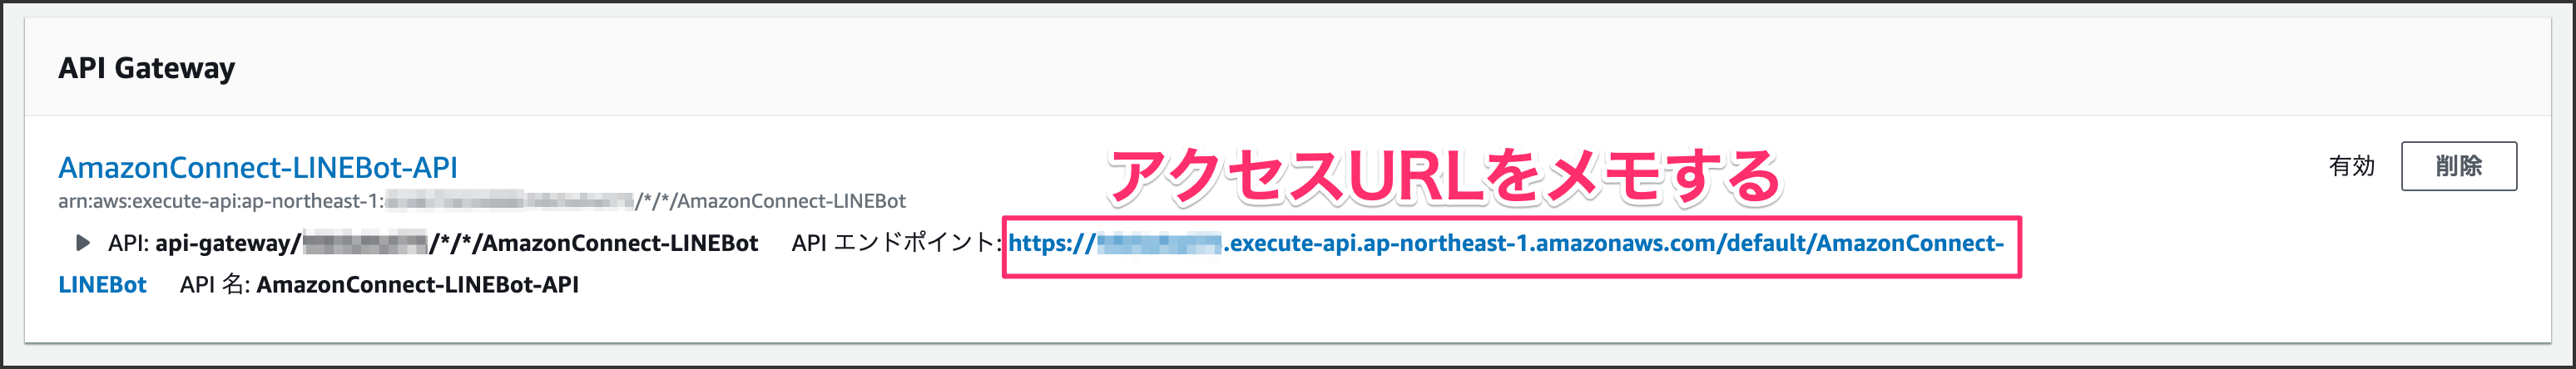 API Gateway
AmazonConnect-LINEBot-API
アクセスURLをメモする
有効
削除
arn:aws:execute-api:ap-northeast-1:/*/*/AmazonConnect-LINEBot
API: api-gateway//*/*/AmazonConnect-LINEBot API エンドポイント: https://.execute-api.ap-northeast-1.amazonaws.com/default/AmazonConnect-
LINEBot API 名: AmazonConnect-LINEBot-API